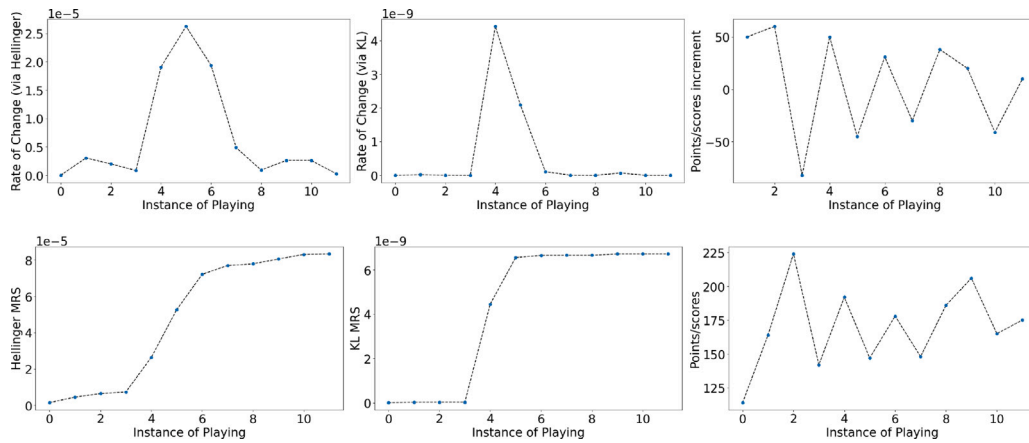 1e−5
Rate of Change (via Hellinger)
2.5
2.0
1.5
1.0
0.5
0.0
0 2 4 6 8 10
Instance of Playing
1e−9
Rate of Change (via KL)
4
3
2
1
0
0 2 4 6 8 10
Instance of Playing
Points/scores increment
50
0
−50
2 4 6 8 10
Instance of Playing
1e−5
Hellinger MRS
8
6
4
2
0
0 2 4 6 8 10
Instance of Playing
1e−9
KL MRS
6
4
2
0
0 2 4 6 8 10
Instance of Playing
Points/scores
225
200
175
150
125
0 2 4 6 8 10
Instance of Playing